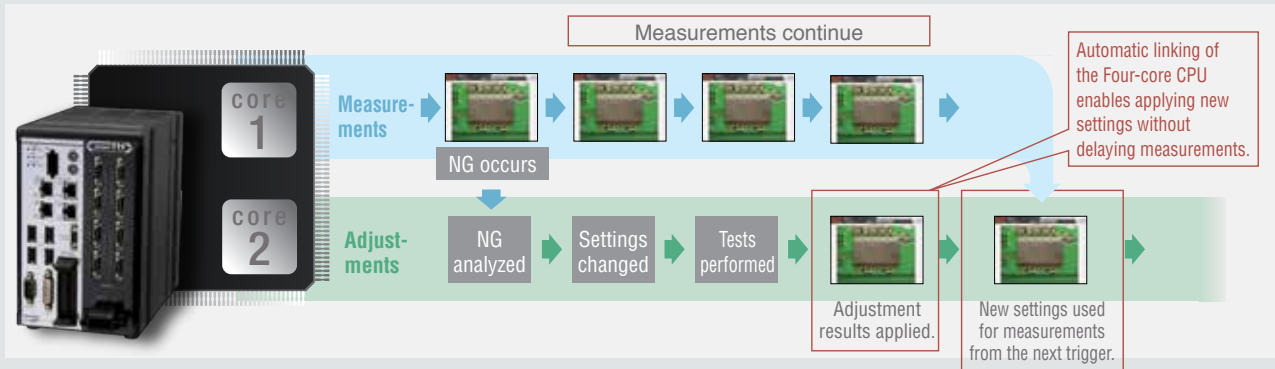 Measurements continue
Automatic linking of
the Four-core CPU
enables applying new
settings without
delaying measurements.
core
1
Measure-
ments
NG occurs
core
2
Adjust-
ments
NG
analyzed
Settings
changed
Tests
performed
Adjustment
results applied.
New settings used
for measurements
from the next trigger.